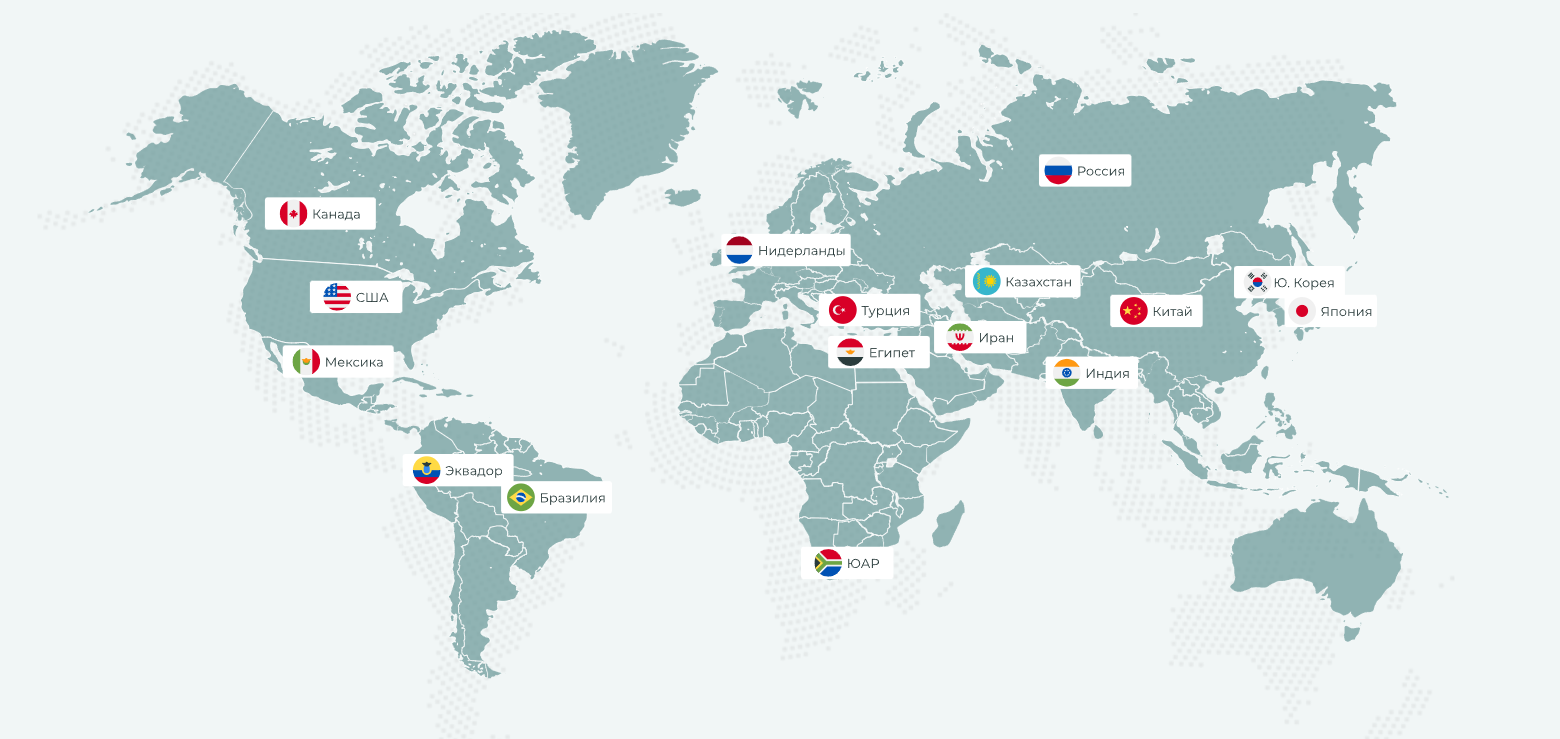 Россия
Канада
Нидерланды
Казахстан
Ю. Корея
США
Турция
Китай
Япония
Иран
Египет
Мексика
Индия
Эквадор
Бразилия
ЮАР